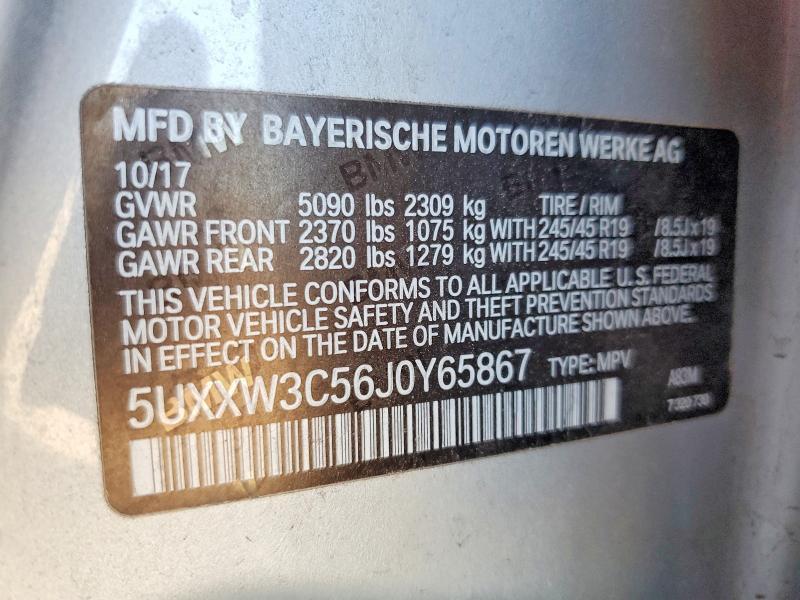 MFD BY BAYERISCHE MOTOREN WERKE AG
10/17
GVWR 5090 lbs 2309 kg TIRE / RIM
GAWR FRONT 2370 lbs 1075 kg WITH 245/45 R19 /8.5J x 19
GAWR REAR 2820 lbs 1279 kg WITH 245/45 R19 /8.5J x 19
THIS VEHICLE CONFORMS TO ALL APPLICABLE U.S. FEDERAL
MOTOR VEHICLE SAFETY AND THEFT PREVENTION STANDARDS
IN EFFECT ON THE DATE OF MANUFACTURE SHOWN ABOVE.
5UXXW3C56J0Y65867 TYPE: MPV A83M
7 320 730